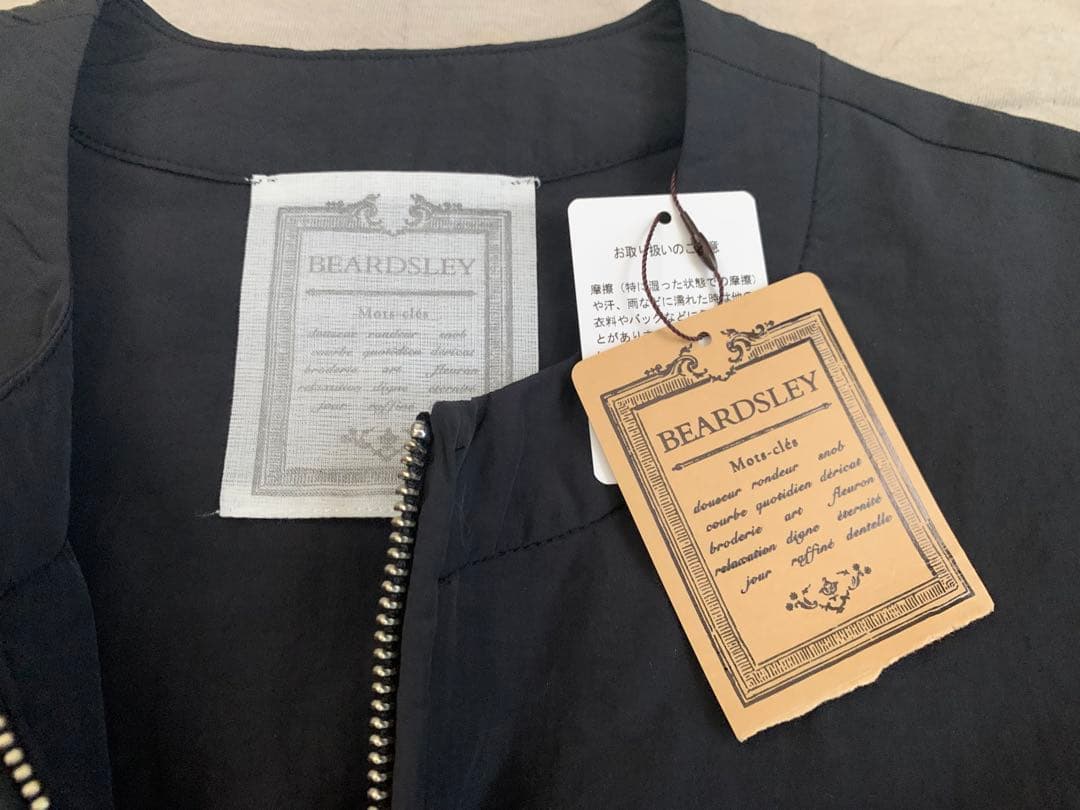 BEARDSLEY
Mots-clés
douceur rondeur snob
quotidien déricat
broderie art fleuron
relaxation digne éternité
jour raffiné
お取り扱いのご 意
摩擦（特に湿った状態での摩擦）
や汗、雨などに濡れた時は他の
衣料やバッグなどに
とがありま
BEARDSLEY
Mots-clés
douceur rondeur snob
courbe quotidien déricat
broderie art fleuron
relaxation digne éternité
jour raffiné dentelle